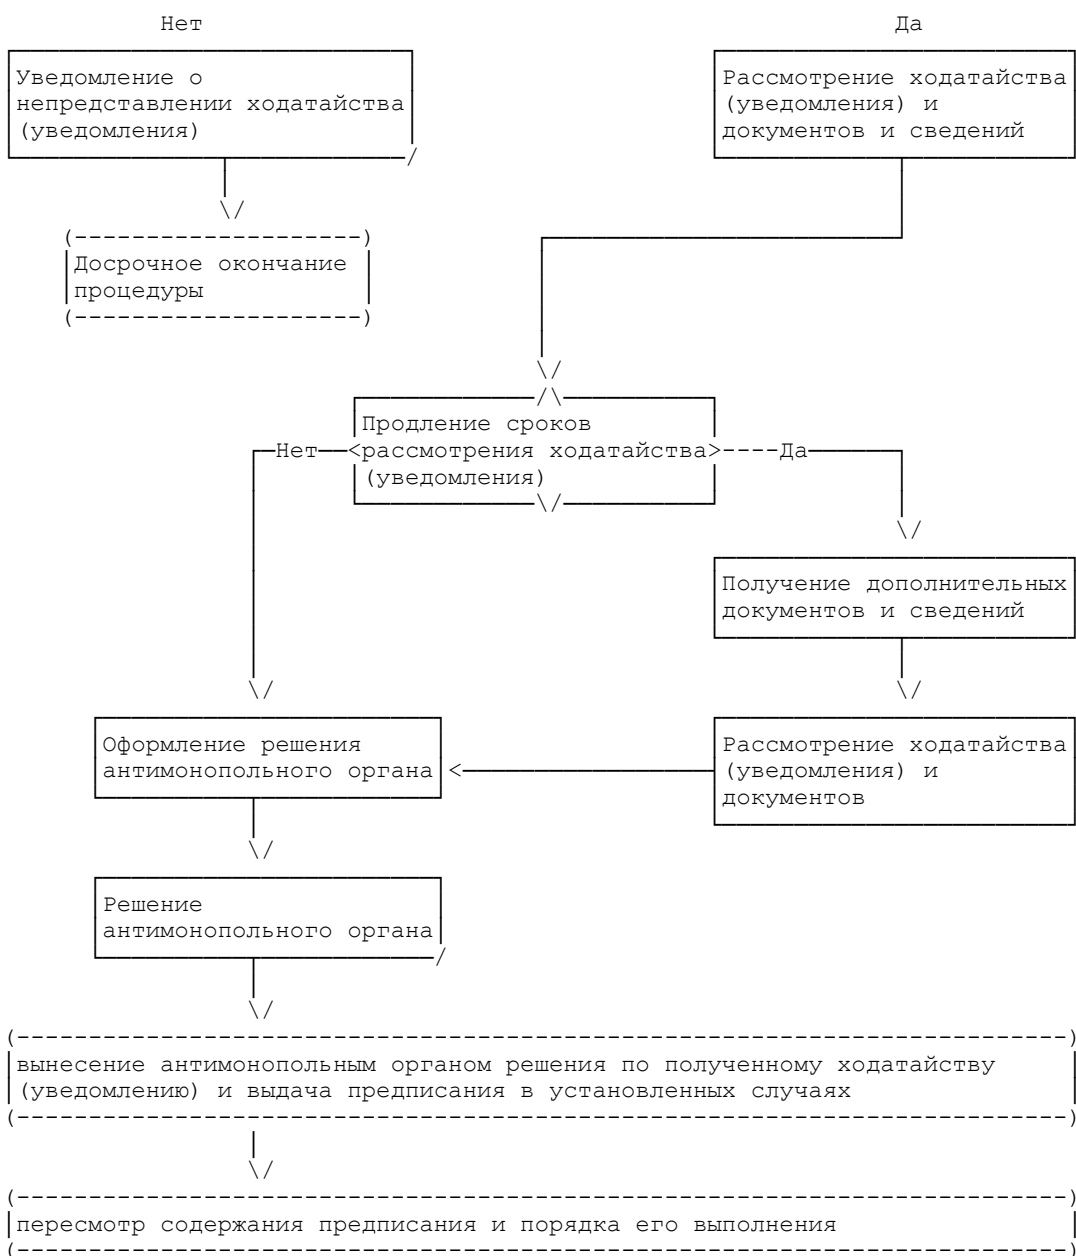 Нет
Да
Уведомление о
непредставлении ходатайства
(уведомления)
Рассмотрение ходатайства
(уведомления) и
документов и сведений
Досрочное окончание
процедуры
Продление сроков
Нет
рассмотрения ходатайства
Да
(уведомления)
Получение дополнительных
документов и сведений
Оформление решения
антимонопольного органа
Рассмотрение ходатайства
(уведомления) и
документов
Решение
антимонопольного органа
вынесение антимонопольным органом решения по полученному ходатайству
(уведомлению) и выдача предписания в установленных случаях
пересмотр содержания предписания и порядка его выполнения